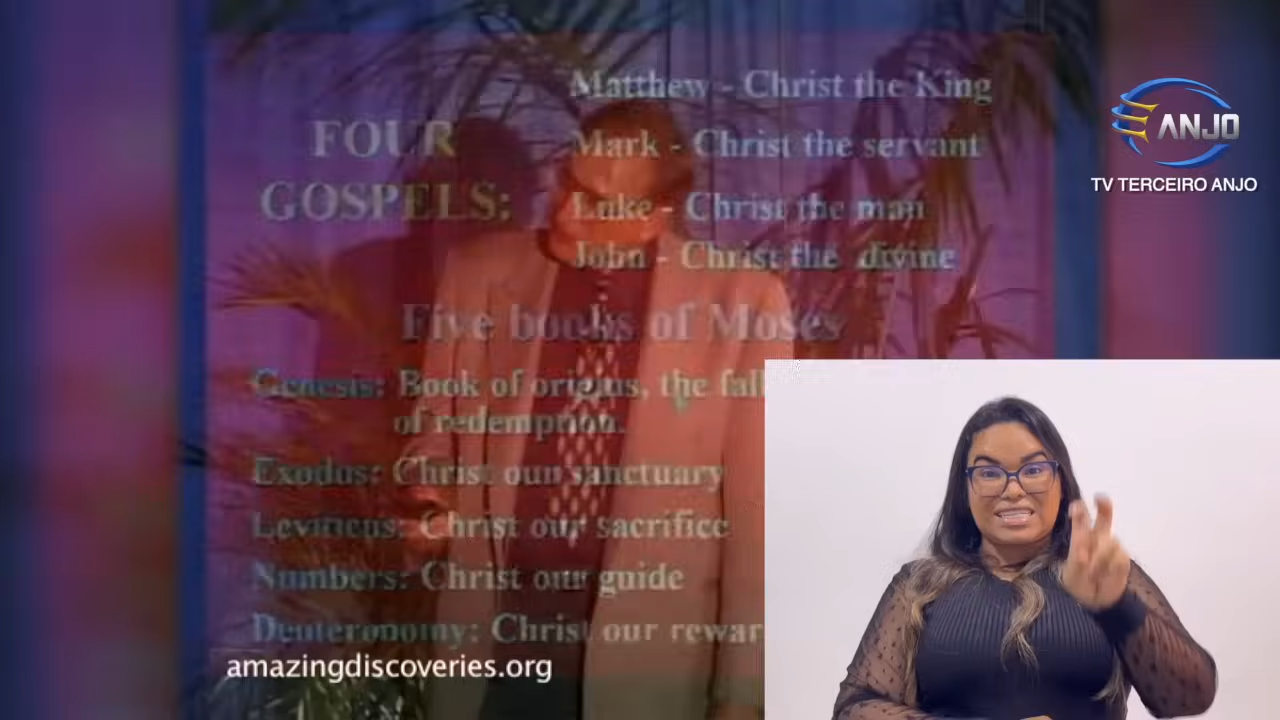 Matthew - Christ the King
FOUR
GOSPELS:
Mark - Christ the servant
Luke - Christ the man
John - Christ the divine
Five books of Moses
Genesis: Book of origins, the fall
of redemption.
Exodus: Christ our sanctuary
Leviticus: Christ our sacrifice
Numbers: Christ our guide
Deuteronomy: Christ our rewar
amazingdiscoveries.org
ANJO
TV TERCEIRO ANJO